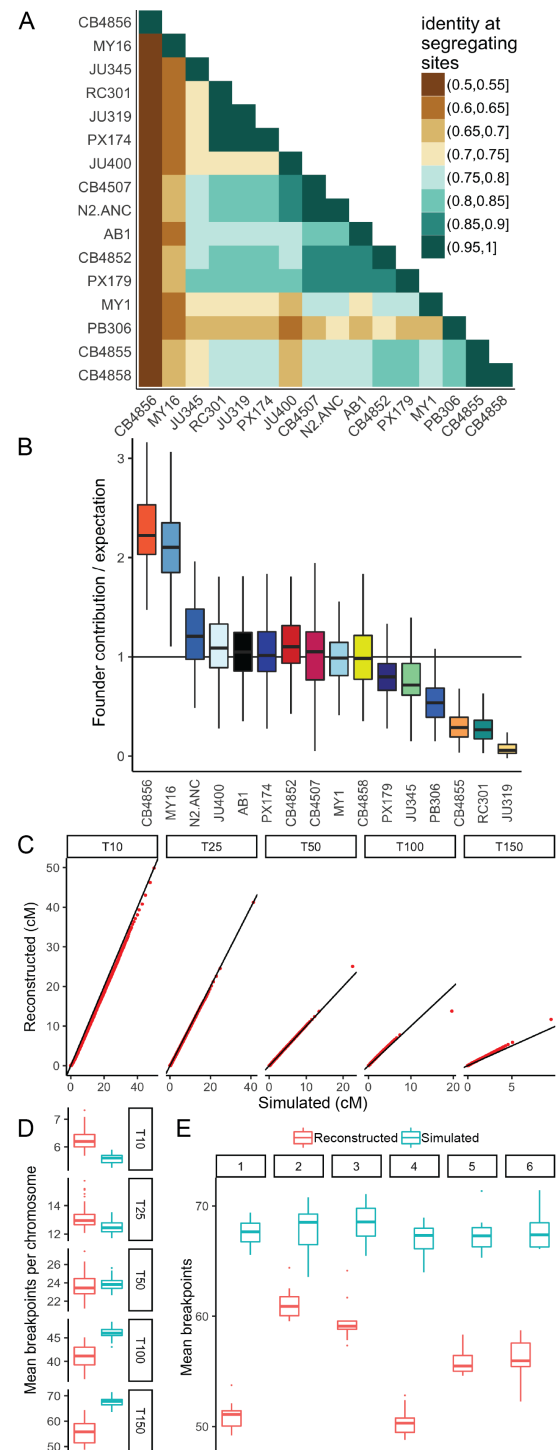 A
identity at
segregating
sites
(0.5,0.55]
(0.6,0.65]
(0.65,0.7]
(0.7,0.75]
(0.75,0.8]
(0.8,0.85]
(0.85,0.9]
(0.95,1]
CB4856
MY16
JU345
RC301
JU319
PX174
JU400
CB4507
N2.ANC
AB1
CB4852
PX179
MY1
PB306
CB4855
CB4858
CB4856
MY16
JU345
RC301
JU319
PX174
JU400
CB4507
N2.ANC
AB1
CB4852
PX179
MY1
PB306
CB4855
CB4858
B
Founder contribution / expectation
3
2
1
0
CB4856
MY16
N2.ANC
JU400
AB1
PX174
CB4852
CB4507
MY1
CB4858
PX179
JU345
PB306
CB4855
RC301
JU319
C
T10 T25 T50 T100 T150
Reconstructed (cM)
50
40
30
20
10
0
0 20 40 0 20 40 0 10 20 0 10 20 0 5
Simulated (cM)
D
Mean breakpoints per chromosome
7
6
T10
14
12
T25
26
24
22
T50
45
40
T100
70
60
50
T150
E
Reconstructed Simulated
1 2 3 4 5 6
Mean breakpoints
70
60
50